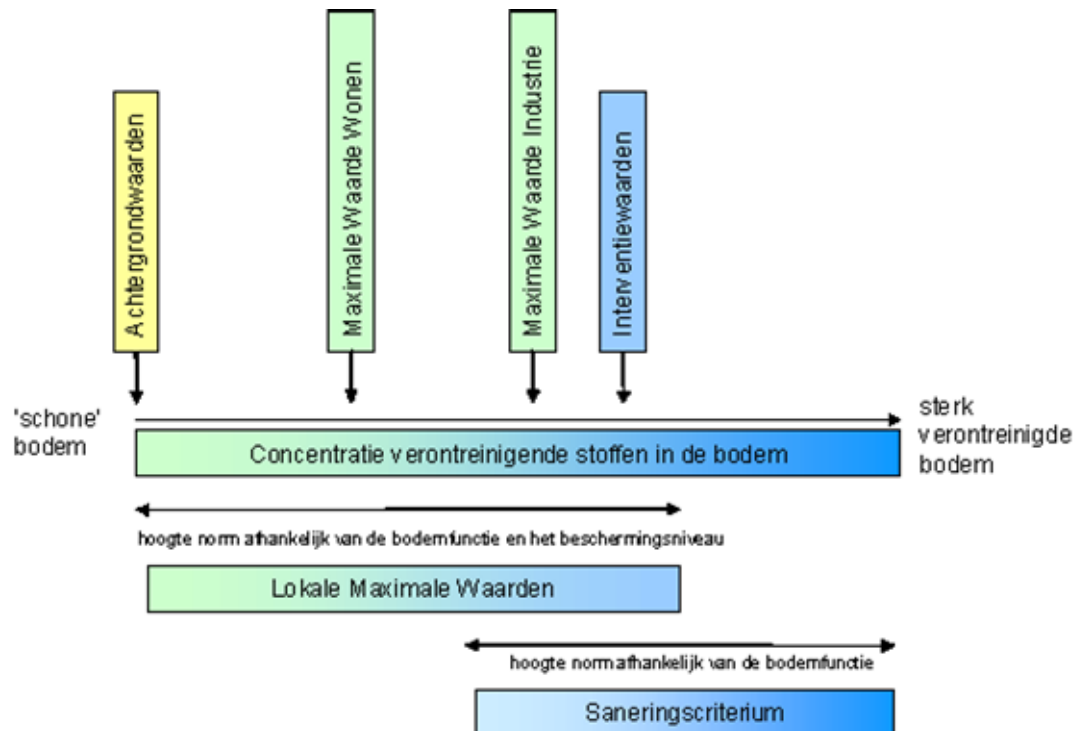 Achtergrondwaarden
Maximale Waarde Wonen
Maximale Waarde Industrie
Interventiewaarden
'schone'
bodem
sterk
verontreinigde
bodem
Concentratie verontreinigende stoffen in de bodem
hoogte norm afhankelijk van de bodemfunctie en het beschermingsniveau
Lokale Maximale Waarden
hoogte norm afhankelijk van de bodemfunctie
Saneringscriterium